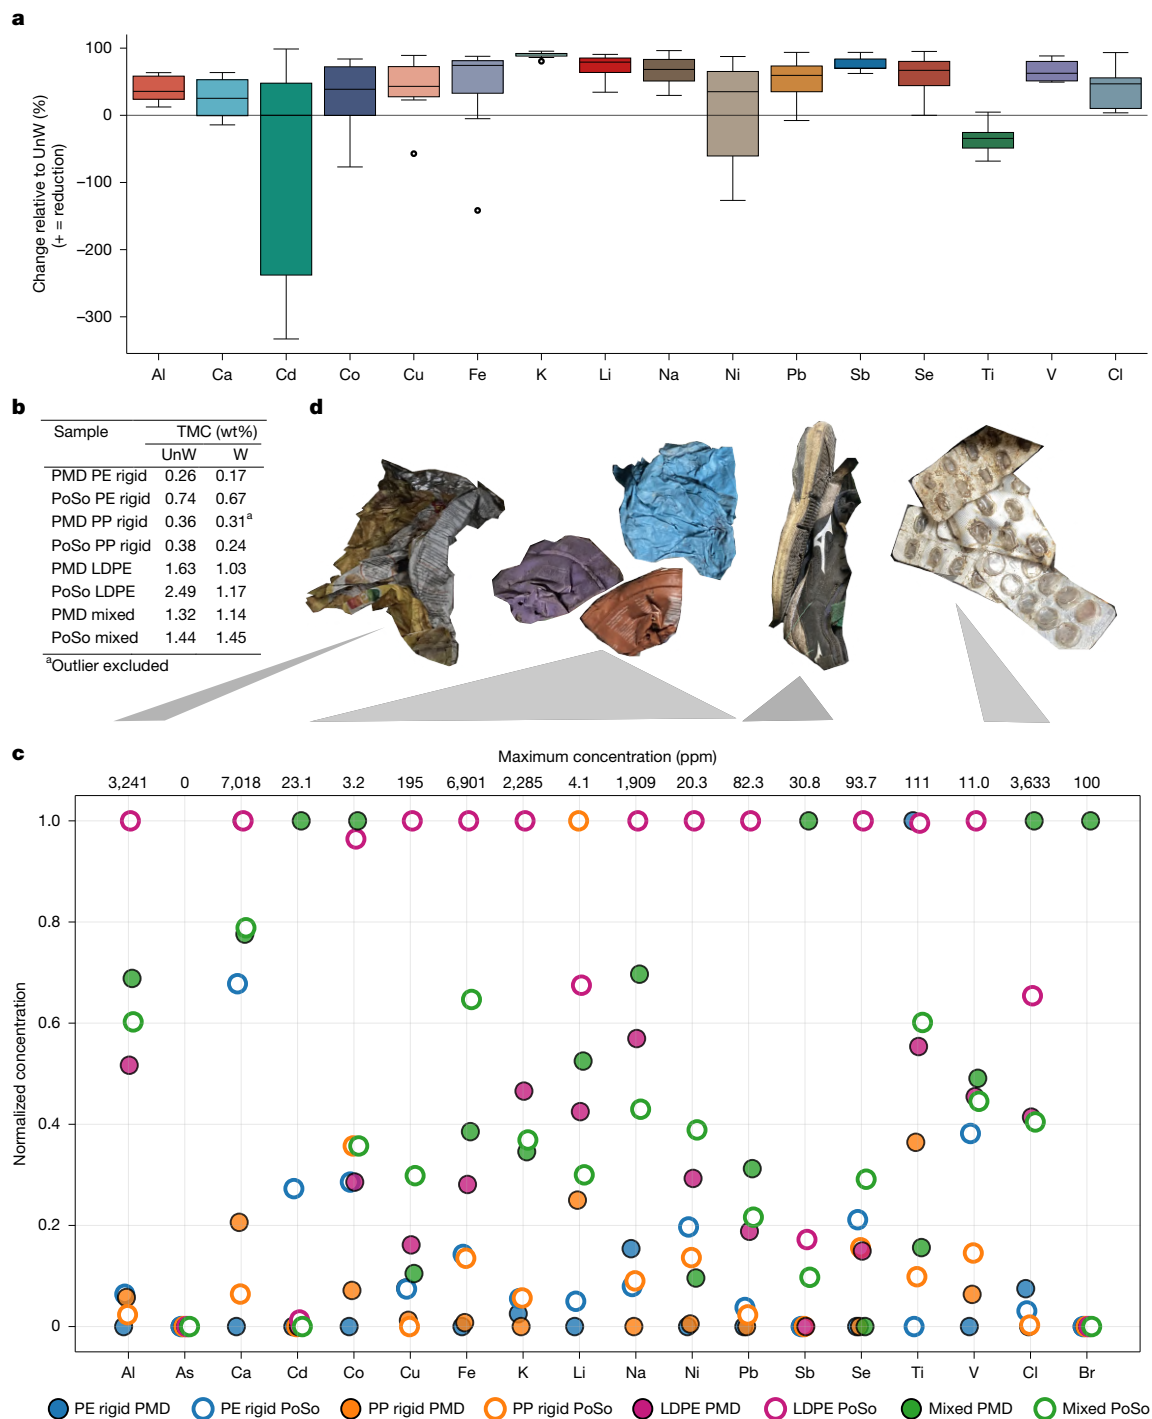 a
Change relative to UnW (%)
(+ = reduction)
100
0
−100
−200
−300
Al Ca Cd Co Cu Fe K Li Na Ni Pb Sb Se Ti V Cl
b
Sample TMC (wt%)
UnW W
PMD PE rigid 0.26 0.17
PoSo PE rigid 0.74 0.67
PMD PP rigid 0.36 0.31a
PoSo PP rigid 0.38 0.24
PMD LDPE 1.63 1.03
PoSo LDPE 2.49 1.17
PMD mixed 1.32 1.14
PoSo mixed 1.44 1.45
aOutlier excluded
d
c
Maximum concentration (ppm)
3,241 0 7,018 23.1 3.2 195 6,901 2,285 4.1 1,909 20.3 82.3 30.8 93.7 111 11.0 3,633 100
Normalized concentration
1.0
0.8
0.6
0.4
0.2
0
Al As Ca Cd Co Cu Fe K Li Na Ni Pb Sb Se Ti V Cl Br
PE rigid PMD PE rigid PoSo PP rigid PMD PP rigid PoSo LDPE PMD LDPE PoSo Mixed PMD Mixed PoSo